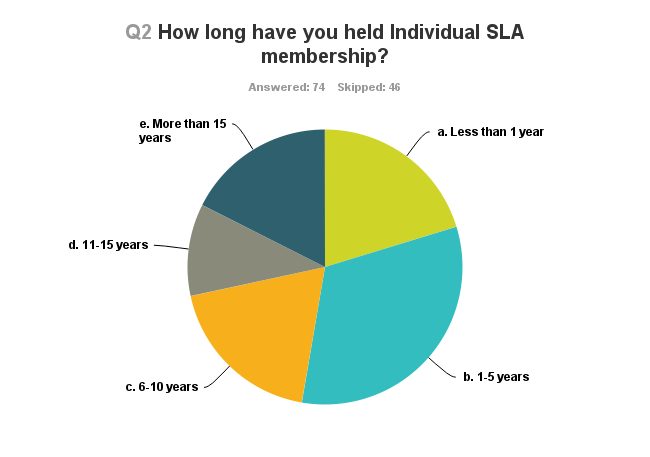 Q2 How long have you held Individual SLA
membership?
Answered: 74 Skipped: 46
e. More than 15
years
a. Less than 1 year
d. 11-15 years
c. 6-10 years
b. 1-5 years